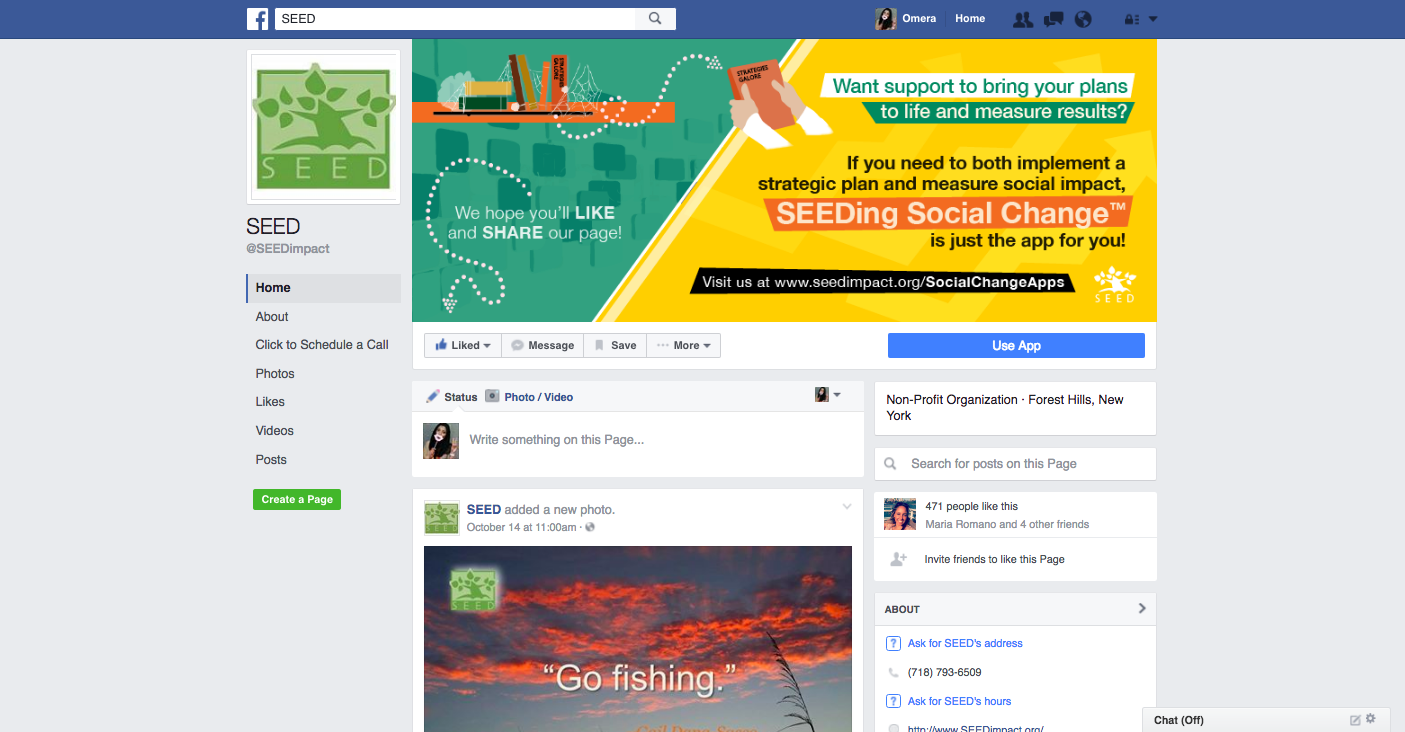 SEED
Omera
Home
SEED
SEED
@SEEDimpact
Home
About
Click to Schedule a Call
Photos
Likes
Videos
Posts
Create a Page
STRATEGIES
GALORE
STRATEGIES
GALORE
Want support to bring your plans
to life and measure results?
If you need to both implement a
strategic plan and measure social impact,
SEEDing Social Change™
is just the app for you!
We hope you'll LIKE
and SHARE our page!
Visit us at www.seedimpact.org/SocialChangeApps
SEED
Liked
Message
Save
More
Use App
Status
Photo / Video
Write something on this Page...
SEED added a new photo.
October 14 at 11:00am ·
SEED
“Go fishing.”
Non-Profit Organization · Forest Hills, New
York
Search for posts on this Page
471 people like this
Maria Romano and 4 other friends
Invite friends to like this Page
ABOUT
Ask for SEED's address
(718) 793-6509
Ask for SEED's hours
http://www.SEEDimpact.org/
Chat (Off)